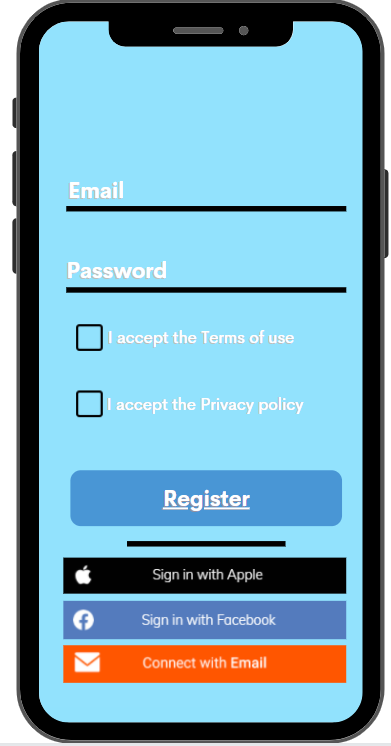 Email
Password
I accept the Terms of use
I accept the Privacy policy
Register
Sign in with Apple
Sign in with Facebook
Connect with Email